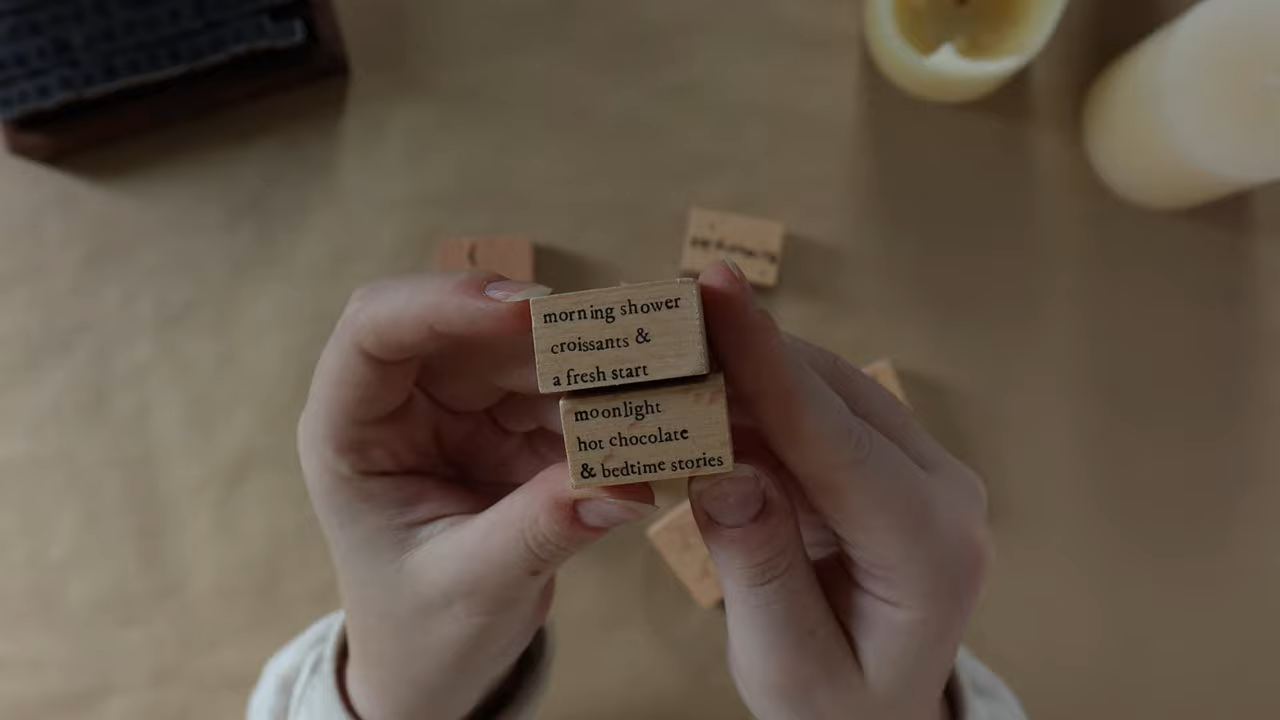 morning shower
croissants &
a fresh start
moonlight
hot chocolate
& bedtime stories